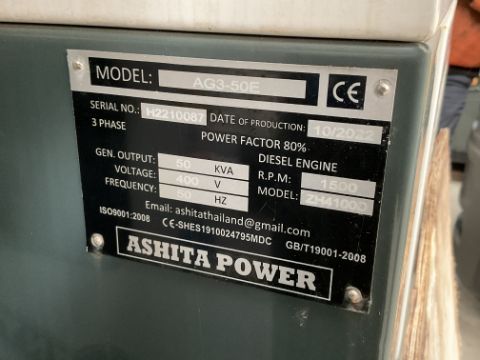 MODEL: AG3-50E CE
SERIAL NO.: H2210087 DATE OF PRODUCTION: 10/2022
3 PHASE POWER FACTOR 80%
GEN. OUTPUT: 50 KVA DIESEL ENGINE
VOLTAGE: 400 V R.P.M: 1500
FREQUENCY: 50 HZ MODEL: ZH4100D
Email: ashitathailand@gmail.com
ISO9001:2008 CE-SHES1910024795MDC GB/T19001-2008
ASHITA POWER